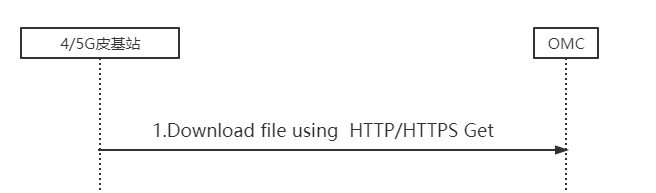 4/5G皮基站
OMC
1.Download file using  HTTP/HTTPS Get